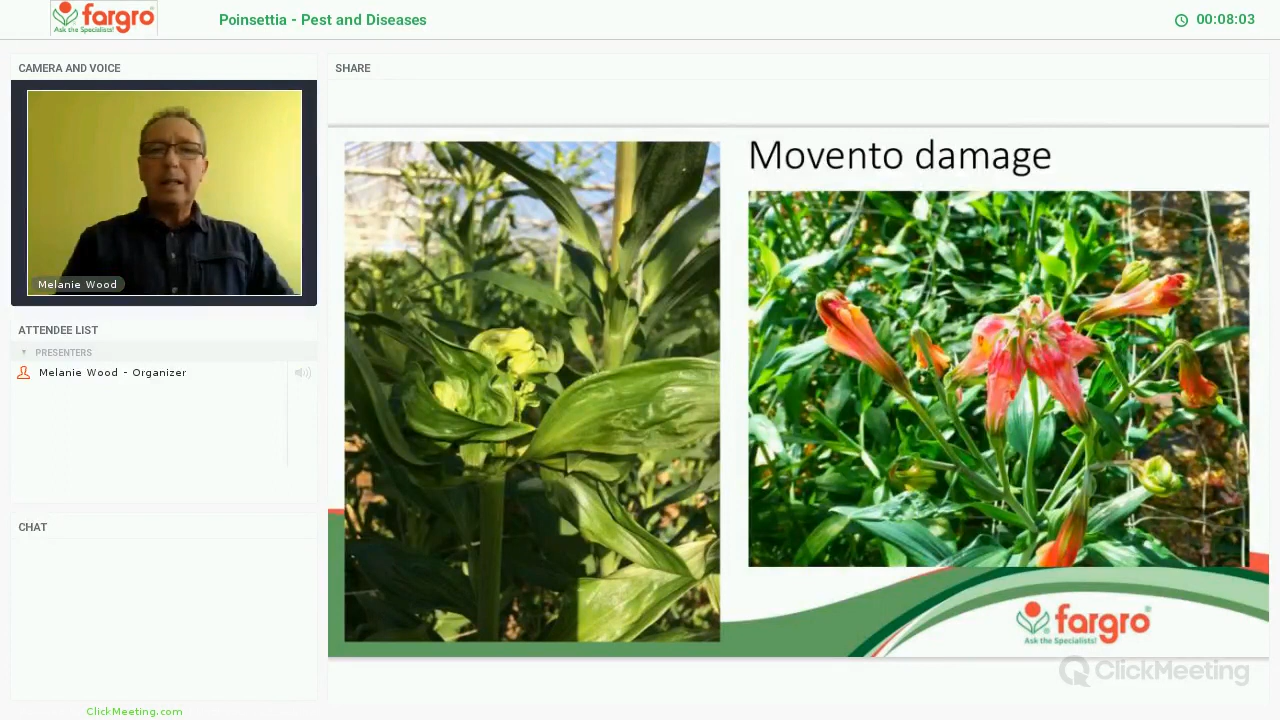 fargro
Ask the Specialists!
Poinsettia - Pest and Diseases
00:08:03
CAMERA AND VOICE
Melanie Wood
ATTENDEE LIST
PRESENTERS
Melanie Wood - Organizer
CHAT
ClickMeeting.com
SHARE
Movento damage
fargro
Ask the Specialists!
ClickMeeting